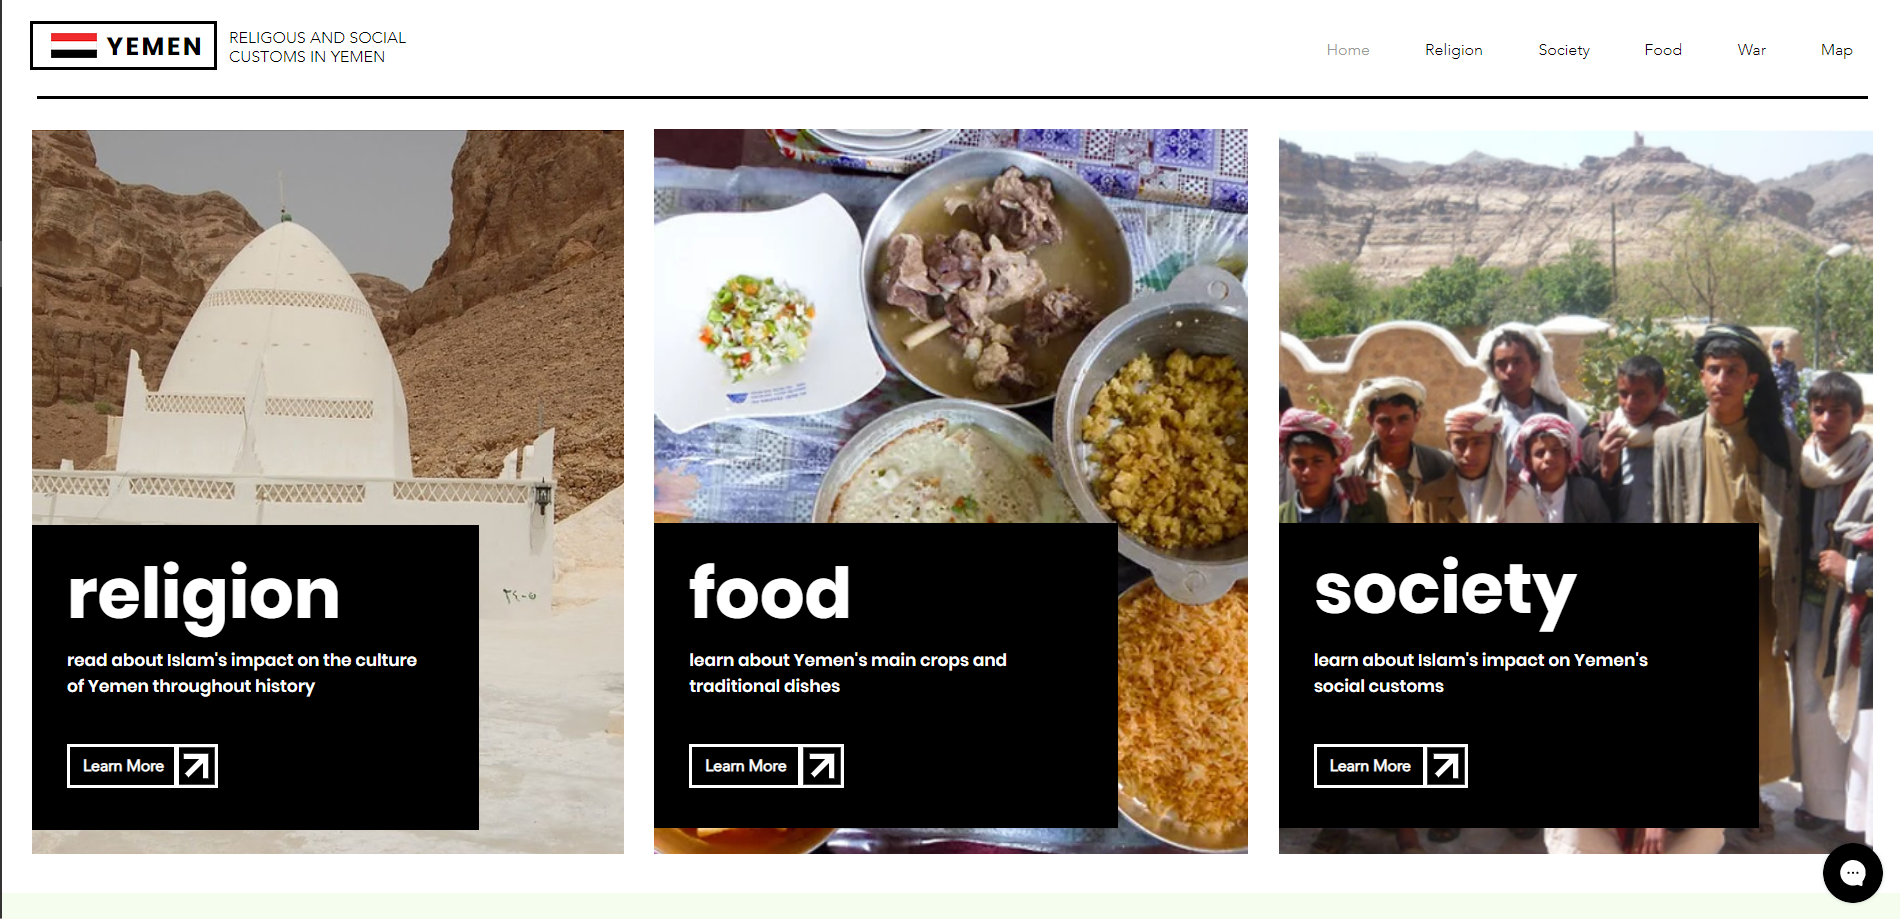 YEMEN
RELIGOUS AND SOCIAL
CUSTOMS IN YEMEN
Home
Religion
Society
Food
War
Map
religion
read about Islam's impact on the culture
of Yemen throughout history
Learn More
food
learn about Yemen's main crops and
traditional dishes
Learn More
society
learn about Islam's impact on Yemen's
social customs
Learn More